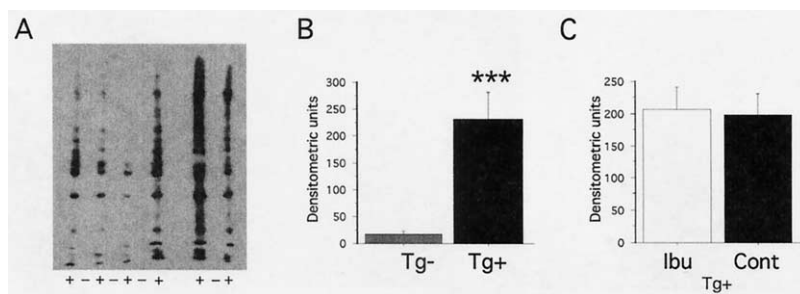 A
+ – + – + – + + – +
B
Densitometric units
300
250
200
150
100
50
0
***
Tg-
Tg+
C
Densitometric units
250
200
150
100
50
0
Ibu
Cont
Tg+